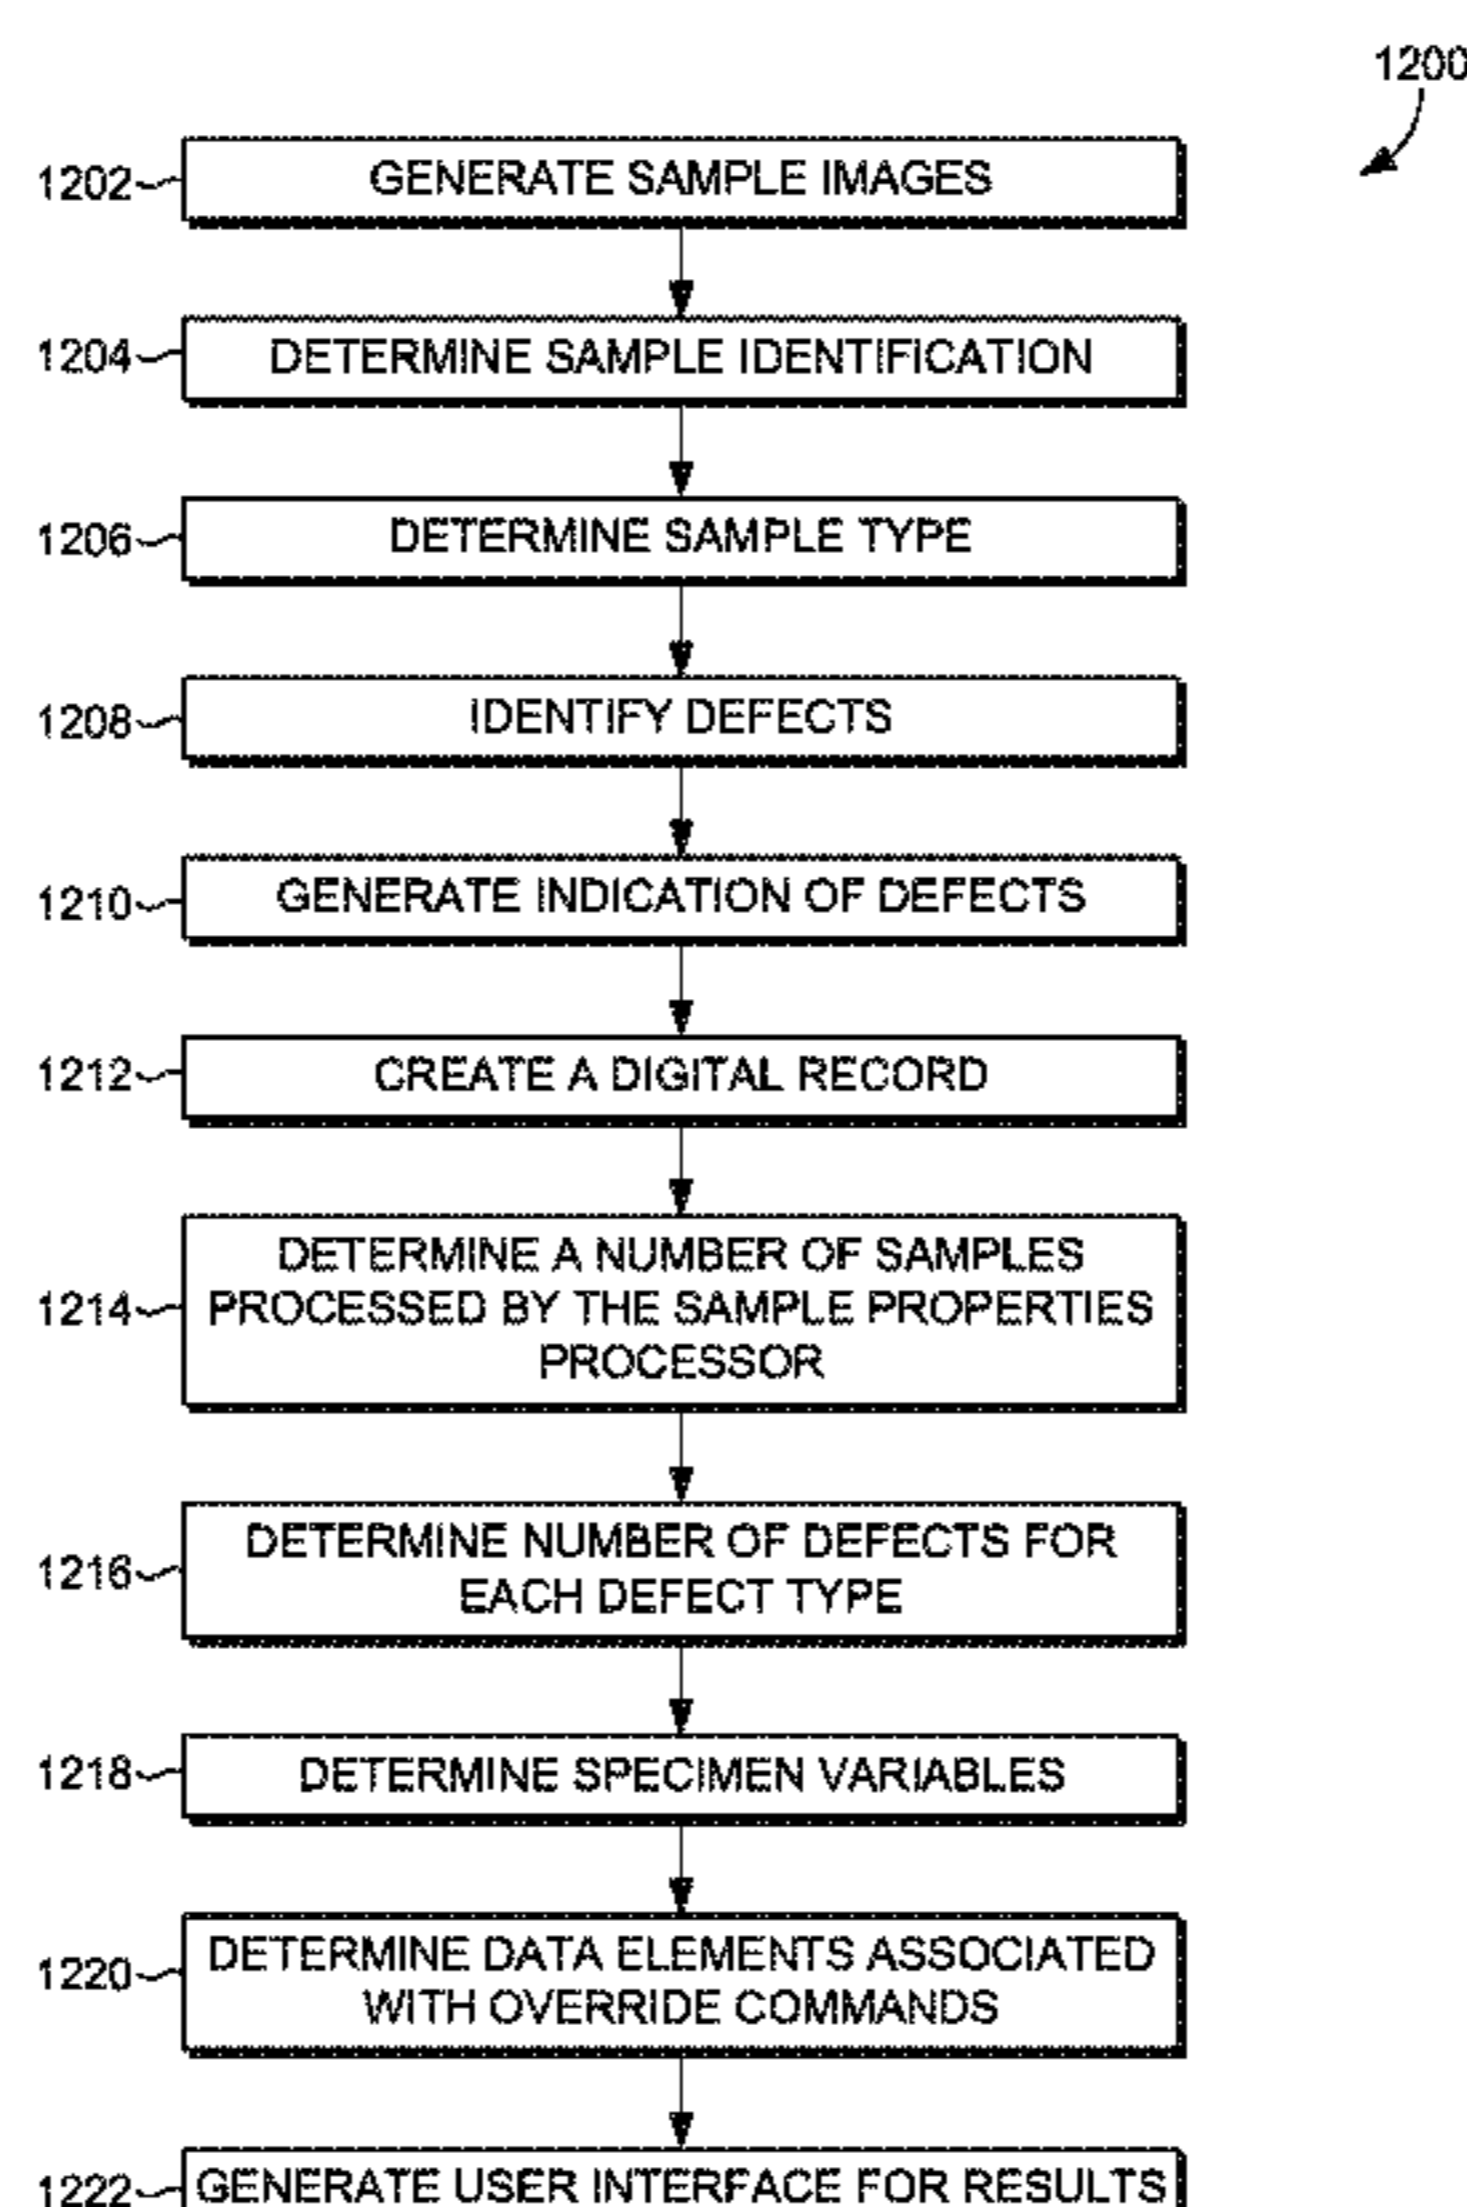 1200
1202
GENERATE SAMPLE IMAGES
1204
DETERMINE SAMPLE IDENTIFICATION
1206
DETERMINE SAMPLE TYPE
1208
IDENTIFY DEFECTS
1210
GENERATE INDICATION OF DEFECTS
1212
CREATE A DIGITAL RECORD
DETERMINE A NUMBER OF SAMPLES
1214
PROCESSED BY THE SAMPLE PROPERTIES
PROCESSOR
1216
DETERMINE NUMBER OF DEFECTS FOR
EACH DEFECT TYPE
1218
DETERMINE SPECIMEN VARIABLES
1220
DETERMINE DATA ELEMENTS ASSOCIATED
WITH OVERRIDE COMMANDS
1222
GENERATE USER INTERFACE FOR RESULTS